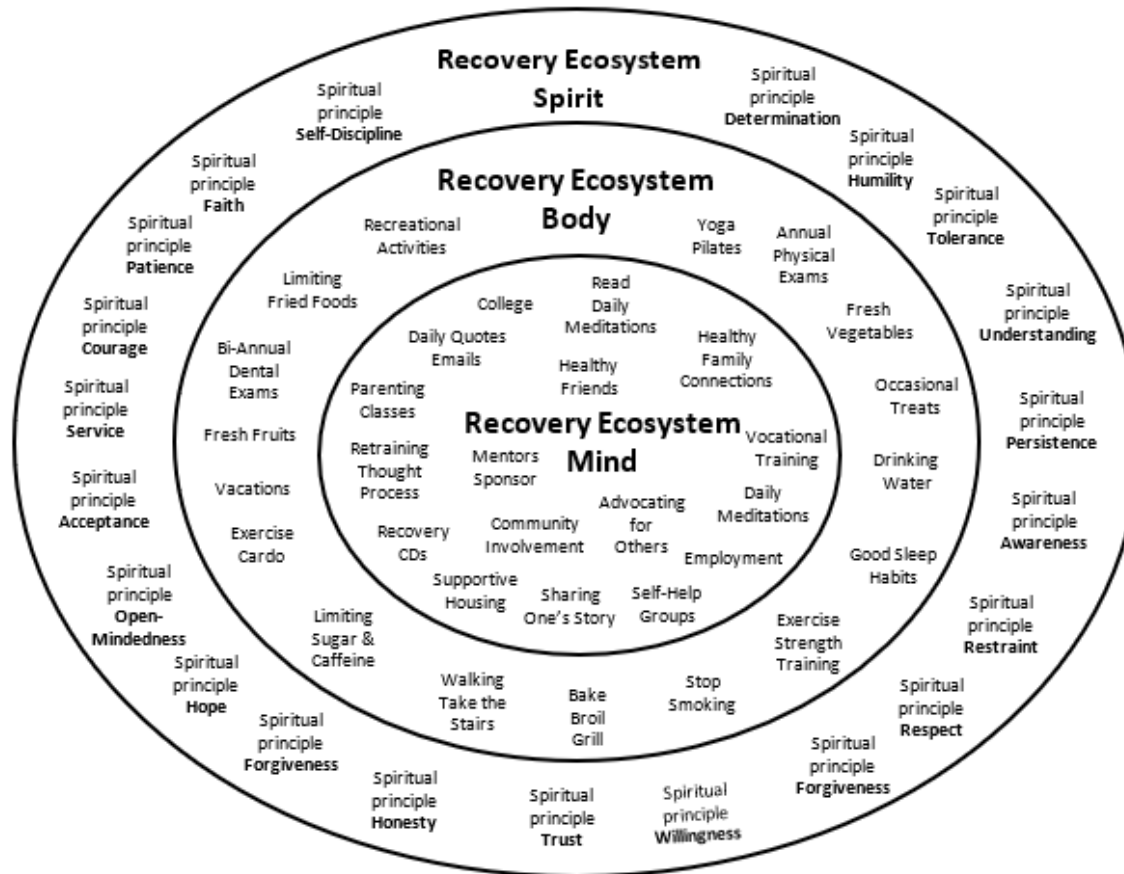 Recovery Ecosystem
Spirit
Spiritual
principle
Self-Discipline
Spiritual
principle
Determination
Spiritual
principle
Faith
Spiritual
principle
Humility
Spiritual
principle
Patience
Spiritual
principle
Tolerance
Spiritual
principle
Courage
Spiritual
principle
Understanding
Spiritual
principle
Service
Spiritual
principle
Persistence
Spiritual
principle
Acceptance
Spiritual
principle
Awareness
Spiritual
principle
Open-
Mindedness
Spiritual
principle
Restraint
Spiritual
principle
Hope
Spiritual
principle
Respect
Spiritual
principle
Forgiveness
Spiritual
principle
Forgiveness
Spiritual
principle
Honesty
Spiritual
principle
Trust
Spiritual
principle
Willingness
Recovery Ecosystem
Body
Recreational
Activities
Yoga
Pilates
Annual
Physical
Exams
Limiting
Fried Foods
Fresh
Vegetables
Bi-Annual
Dental
Exams
Occasional
Treats
Fresh Fruits
Drinking
Water
Vacations
Exercise
Cardo
Good Sleep
Habits
Limiting
Sugar &
Caffeine
Exercise
Strength
Training
Walking
Take the
Stairs
Bake
Broil
Grill
Stop
Smoking
College
Read
Daily
Meditations
Daily Quotes
Emails
Healthy
Friends
Healthy
Family
Connections
Parenting
Classes
Recovery Ecosystem
Mind
Retraining
Thought
Process
Mentors
Sponsor
Vocational
Training
Recovery
CDs
Community
Involvement
Advocating
for
Others
Daily
Meditations
Employment
Supportive
Housing
Sharing
One's Story
Self-Help
Groups